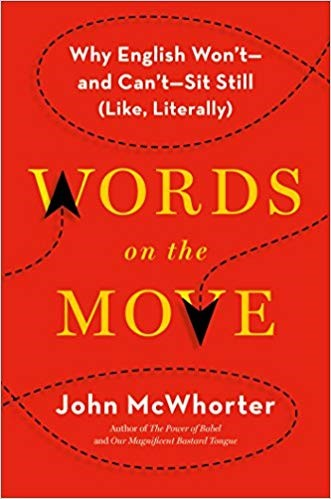 Why English Won't—
and Can't—Sit Still
(Like, Literally)
WORDS
on the
MOVE
John McWhorter
Author of The Power of Babel
and Our Magnificent Bastard Tongue